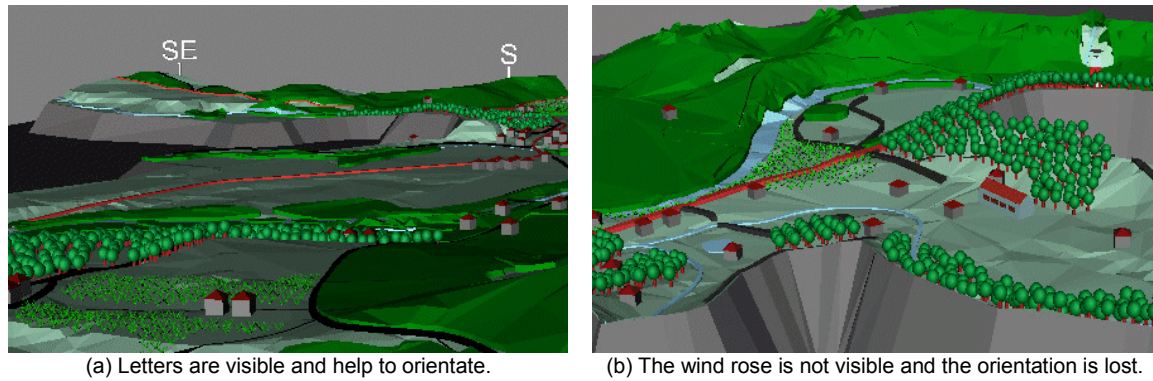 SE
S
(a) Letters are visible and help to orientate.
(b) The wind rose is not visible and the orientation is lost.